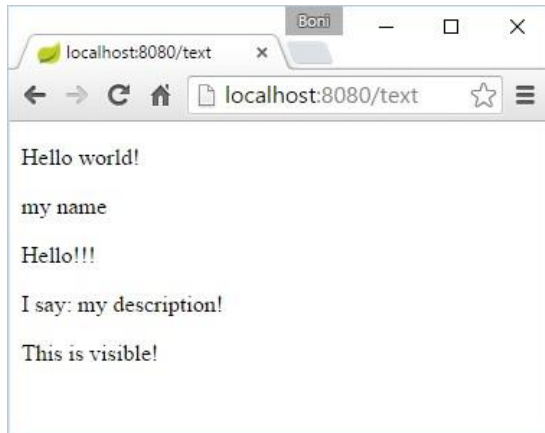 Boni
localhost:8080/text
localhost:8080/text
Hello world!
my name
Hello!!!
I say: my description!
This is visible!